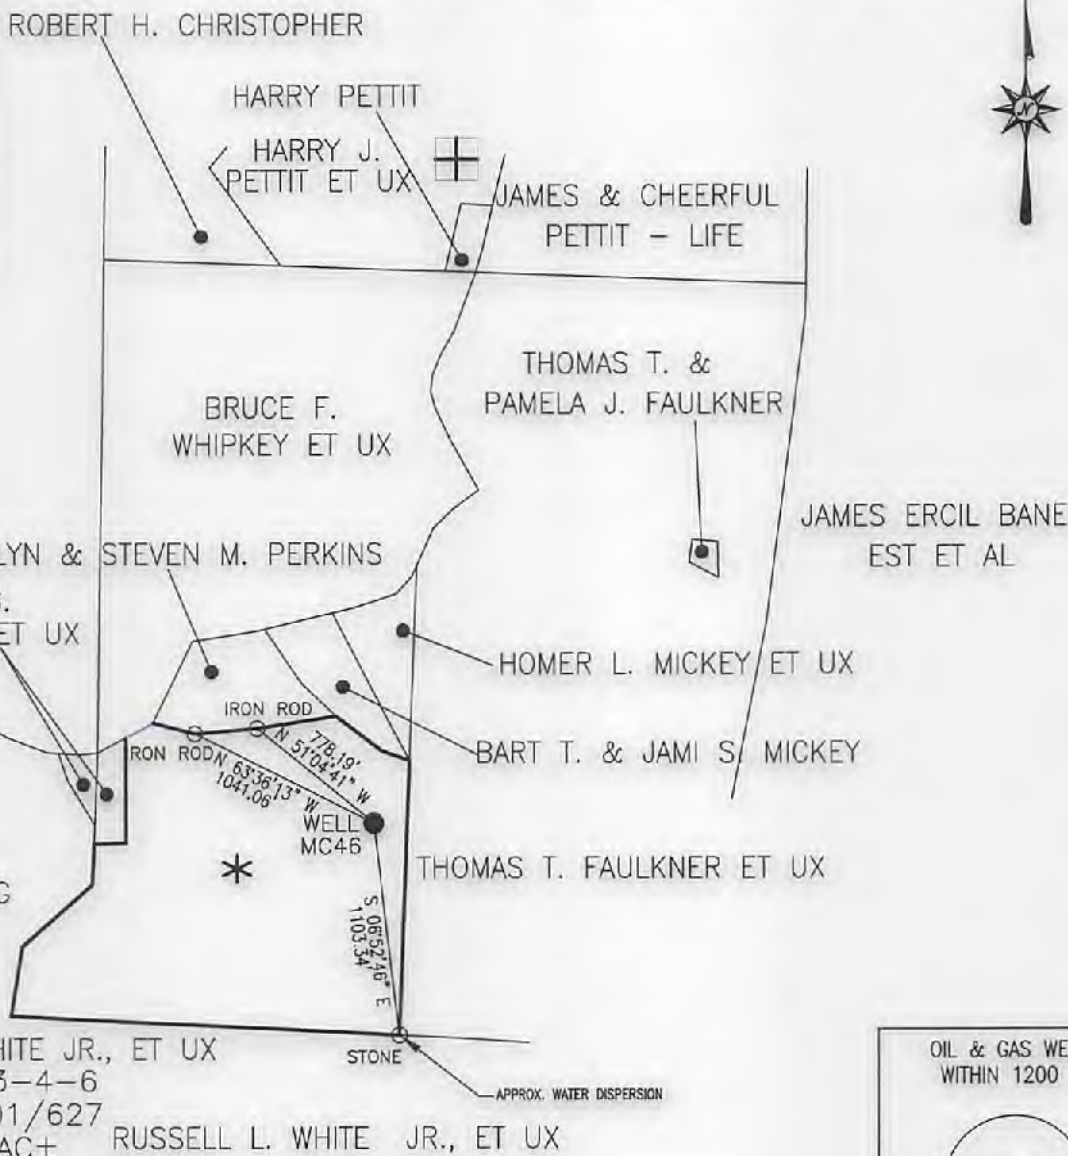 ROBERT H. CHRISTOPHER
HARRY PETTIT
HARRY J.
PETTIT ET UX
N
JAMES & CHEERFUL
PETTIT - LIFE
THOMAS T. &
PAMELA J. FAULKNER
BRUCE F.
WHIPKEY ET UX
JAMES ERCIL BANE
EST ET AL
LYN & STEVEN M. PERKINS
ET UX
HOMER L. MICKEY ET UX
IRON ROD
RON ROD
778.19'
N 51°04'41" W
N 63°36'13" W
1041.06'
BART T. & JAMI S. MICKEY
WELL
MC46
*
THOMAS T. FAULKNER ET UX
G
S 06°52'46" E
1103.34'
HITE JR., ET UX
3-4-6
01/627
AC+
STONE
APPROX. WATER DISPERSION
OIL & GAS WE
WITHIN 1200
RUSSELL L. WHITE JR., ET UX